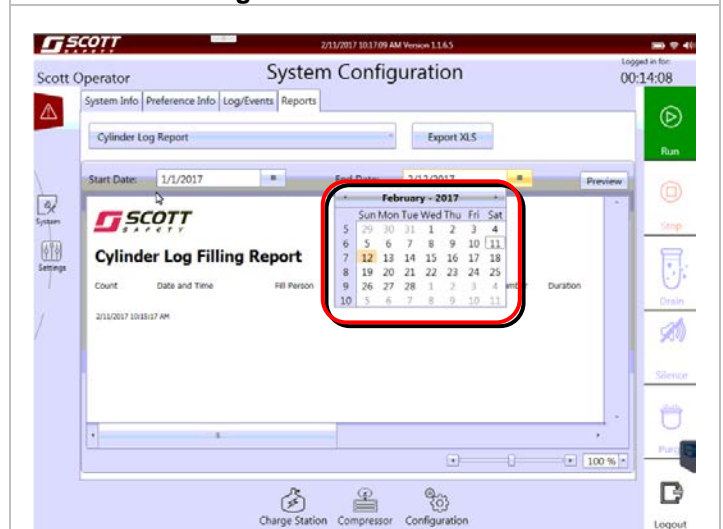 SCOTT
SAFETY
2/11/2017 10:17:09 AM Version 1.1.6.5
Scott Operator
System Configuration
Logged in for:
00:14:08
System Info Preference Info Log/Events Reports
Cylinder Log Report
Export XLS
Run
Start Date: 1/1/2017
End Date: 2/12/2017
Preview
February - 2017
Sun Mon Tue Wed Thu Fri Sat
5 29 30 31 1 2 3 4
6 5 6 7 8 9 10 11
7 12 13 14 15 16 17 18
8 19 20 21 22 23 24 25
9 26 27 28 1 2 3 4
10 5 6 7 8 9 10 11
SCOTT
SAFETY
Cylinder Log Filling Report
Count Date and Time Fill Person Duration
2/11/2017 10:15:17 AM
System
Settings
Stop
Drain
Silence
100 %
Charge Station Compressor Configuration
Logout